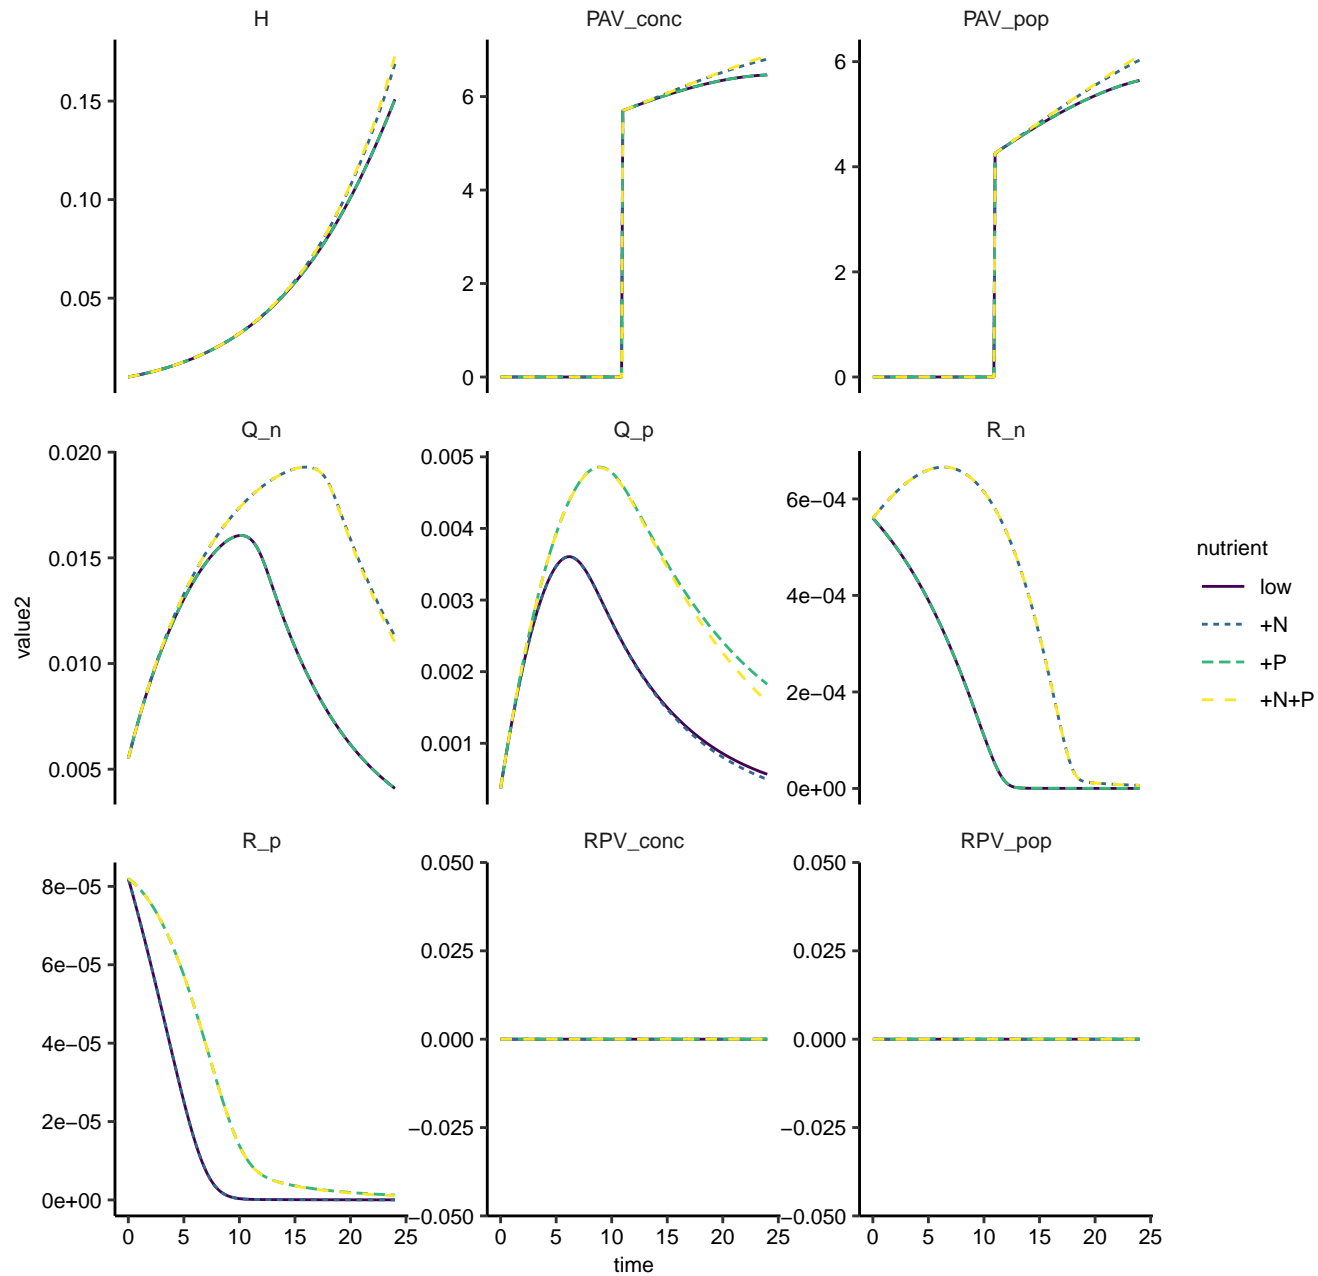 H
PAV_conc
PAV_pop
0.15
0.10
0.05
6
4
2
0
6
4
2
0
Q_n
Q_p
R_n
0.020
0.015
0.010
0.005
0.005
0.004
0.003
0.002
0.001
6e−04
4e−04
2e−04
0e+00
R_p
RPV_conc
RPV_pop
8e−05
6e−05
4e−05
2e−05
0e+00
0.050
0.025
0.000
−0.025
−0.050
0.050
0.025
0.000
−0.025
−0.050
0 5 10 15 20 25
0 5 10 15 20 25
0 5 10 15 20 25
time
value2
nutrient
low
+N
+P
+N+P